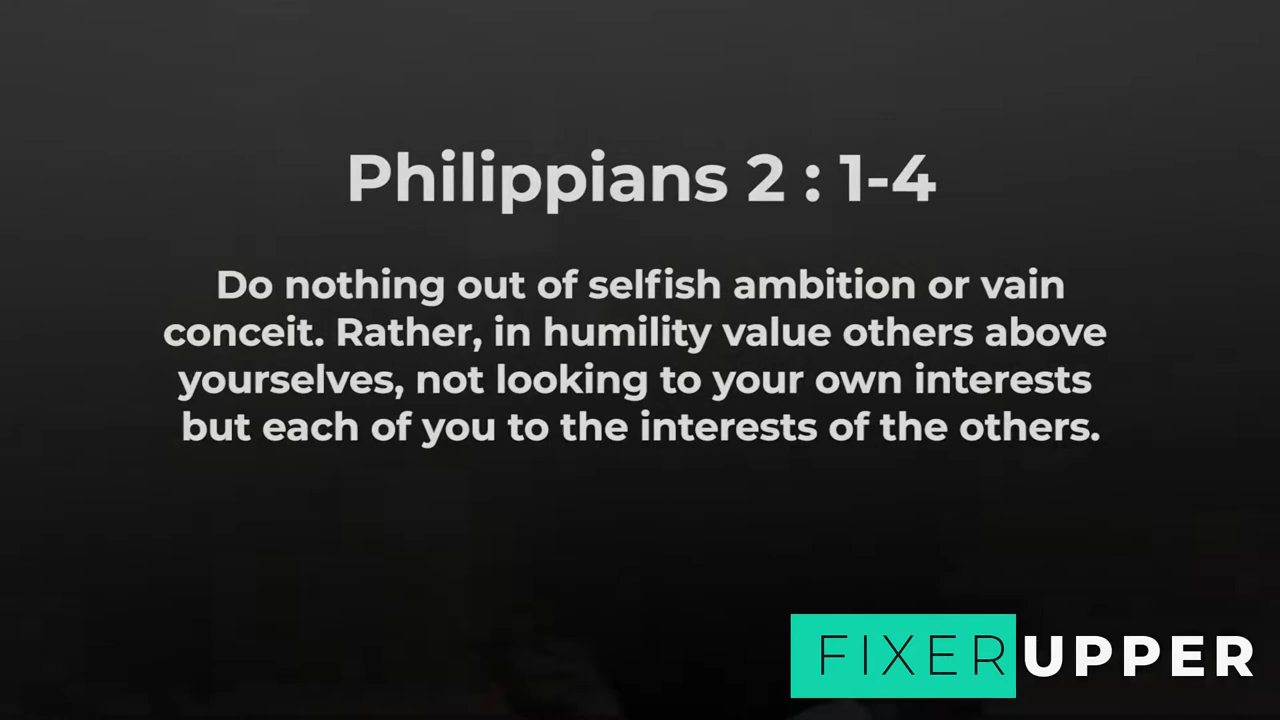 Philippians 2 : 1-4
Do nothing out of selfish ambition or vain
conceit. Rather, in humility value others above
yourselves, not looking to your own interests
but each of you to the interests of the others.
FIXER UPPER